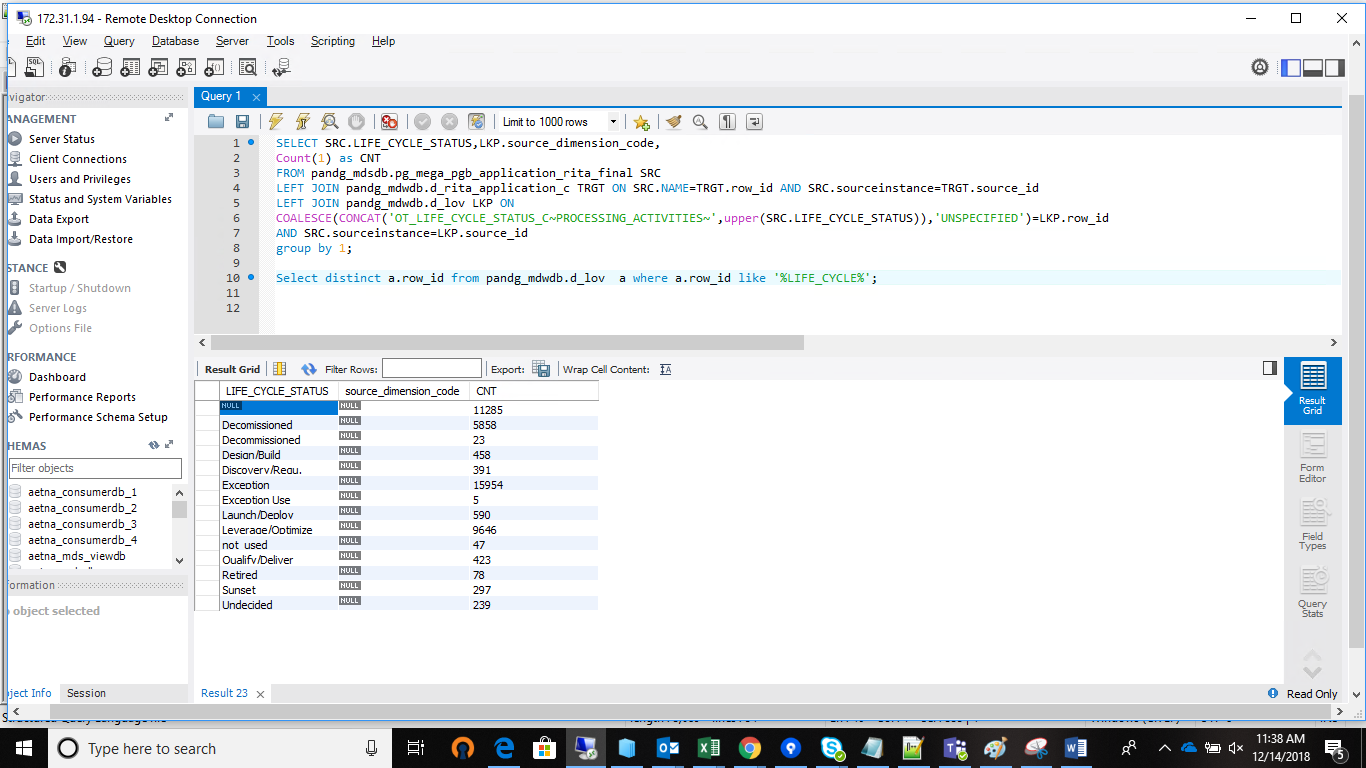 172.31.1.94 - Remote Desktop Connection
Edit View Query Database Server Tools Scripting Help
vigator
Query 1
ANAGEMENT
Server Status
Client Connections
Users and Privileges
Status and System Variables
Data Export
Data Import/Restore
STANCE
Startup / Shutdown
Server Logs
Options File
RFORMANCE
Dashboard
Performance Reports
Performance Schema Setup
HEMAS
Filter objects
aetna_consumerdb_1
aetna_consumerdb_2
aetna_consumerdb_3
aetna_consumerdb_4
aetna_mds_viewdb
formation
object selected
ject Info Session
Limit to 1000 rows
1 SELECT SRC.LIFE_CYCLE_STATUS,LKP.source_dimension_code,
2 Count(1) as CNT
3 FROM pandg_mdsdb.pg_mega_pgb_application_rita_final SRC
4 LEFT JOIN pandg_mdwdb.d_rita_application_c TRGT ON SRC.NAME=TRGT.row_id AND SRC.sourceinstance=TRGT.source_id
5 LEFT JOIN pandg_mdwdb.d_lov LKP ON
6 COALESCE(CONCAT('OT_LIFE_CYCLE_STATUS_C~PROCESSING_ACTIVITIES~',upper(SRC.LIFE_CYCLE_STATUS)),'UNSPECIFIED')=LKP.row_id
7 AND SRC.sourceinstance=LKP.source_id
8 group by 1;
9
10 Select distinct a.row_id from pandg_mdwdb.d_lov  a where a.row_id like '%LIFE_CYCLE%';
11
12
Result Grid Filter Rows: Export: Wrap Cell Content: IA
LIFE_CYCLE_STATUS source_dimension_code CNT
NULL NULL 11285
Decomissioned NULL 5858
Decommissioned NULL 23
Design/Build NULL 458
Discovery/Requ. NULL 391
Exception NULL 15954
Exception Use NULL 5
Launch/Deploy NULL 590
Leverage/Optimize NULL 9646
not_used NULL 47
Qualify/Deliver NULL 423
Retired NULL 78
Sunset NULL 297
Undecided NULL 239
Result
Grid
Form
Editor
Field
Types
Query
Stats
Result 23
Read Only
Type here to search
11:38 AM
12/14/2018
5